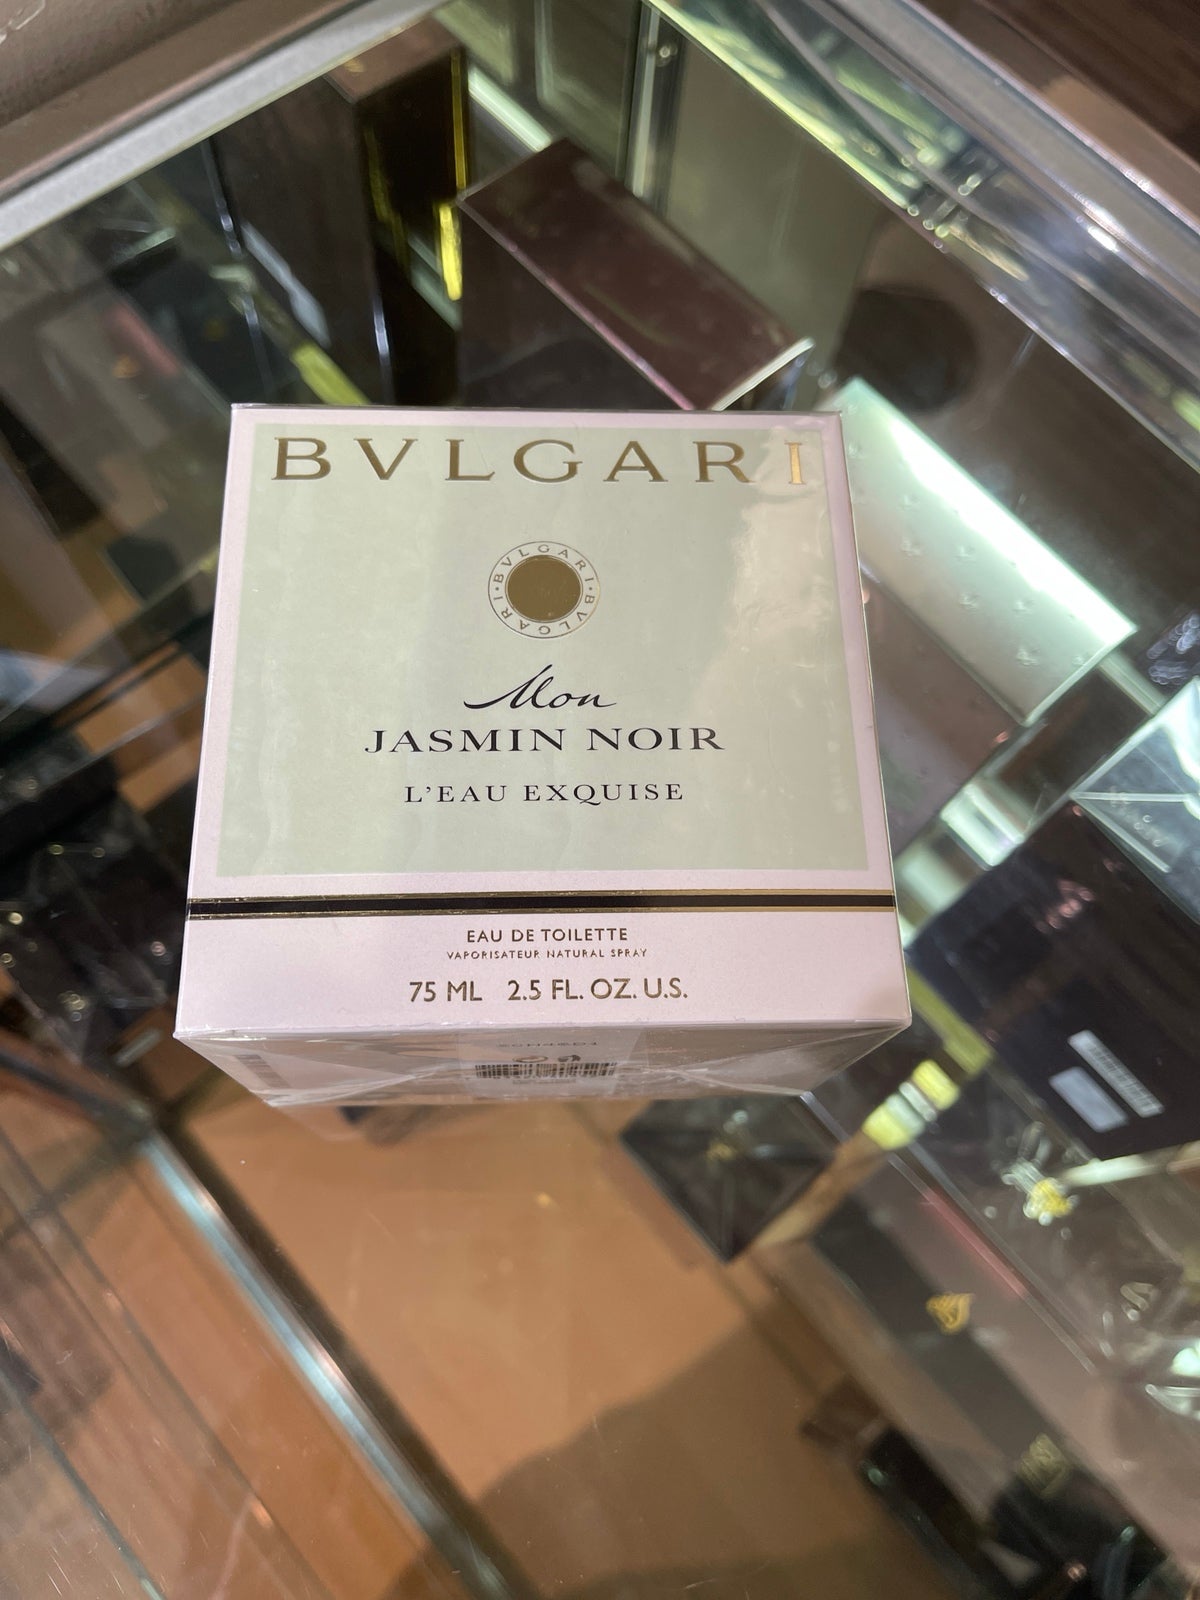 BVLGARI
BVLGARI · BVLGARI ·
Mon
JASMIN NOIR
L'EAU EXQUISE
EAU DE TOILETTE
VAPORISATEUR NATURAL SPRAY
75 ML 2.5 FL. OZ. U.S.